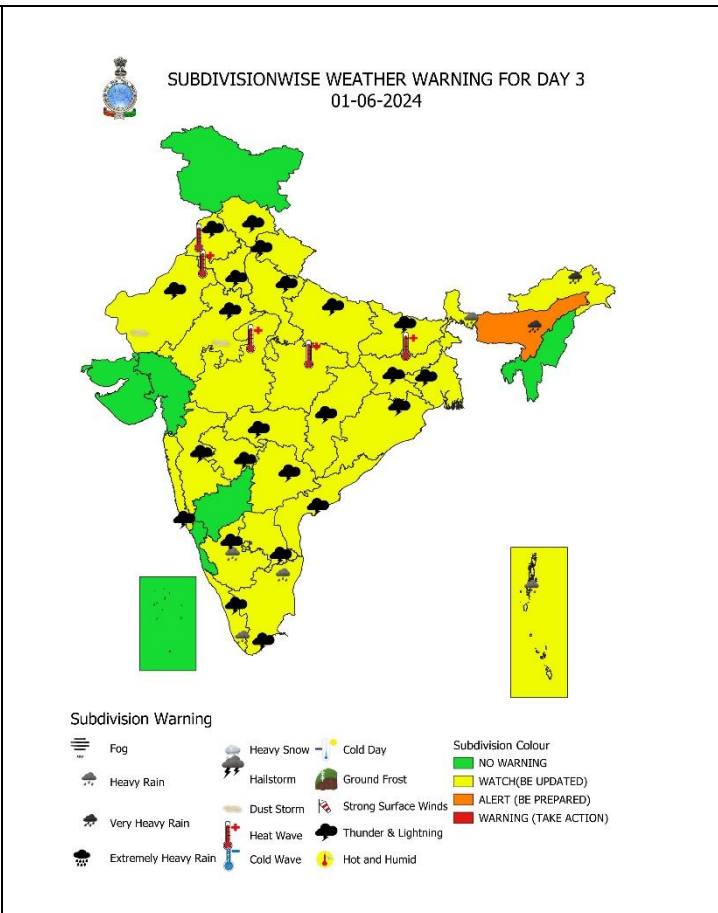 SUBDIVISIONWISE WEATHER WARNING FOR DAY 3
01-06-2024
Subdivision Warning
Fog
Heavy Rain
Very Heavy Rain
Extremely Heavy Rain
Heavy Snow
Hailstorm
Dust Storm
Heat Wave
Cold Wave
Cold Day
Ground Frost
Strong Surface Winds
Thunder & Lightning
Hot and Humid
Subdivision Colour
NO WARNING
WATCH(BE UPDATED)
ALERT (BE PREPARED)
WARNING (TAKE ACTION)